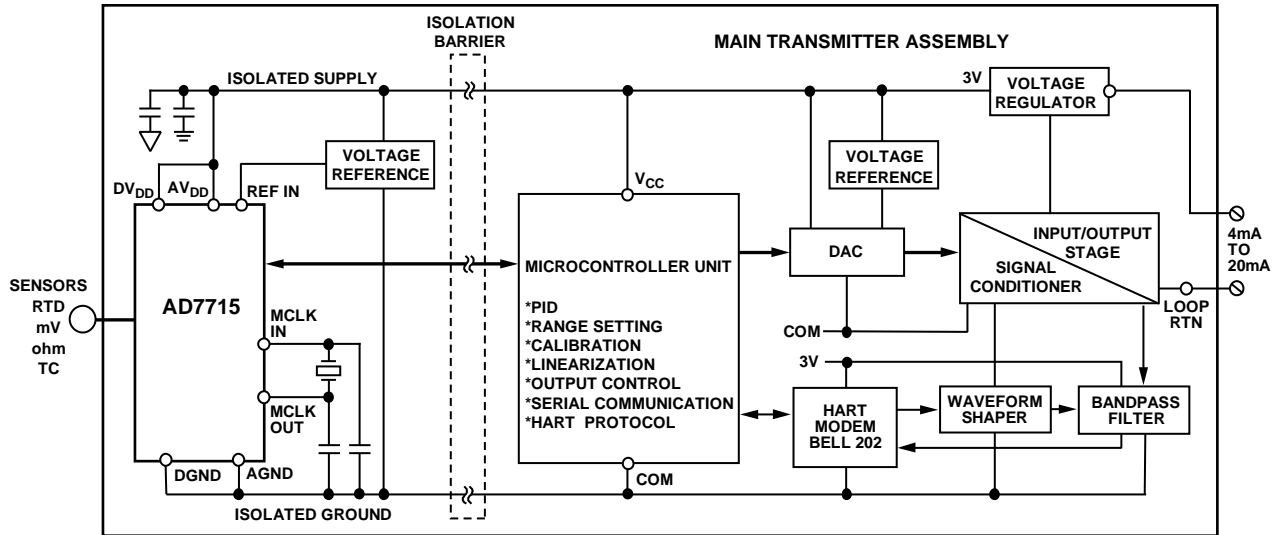 ISOLATION
BARRIER
MAIN TRANSMITTER ASSEMBLY
ISOLATED SUPPLY
3V
VOLTAGE
REGULATOR
VOLTAGE
REFERENCE
VOLTAGE
REFERENCE
DVDD
AVDD
REF IN
VCC
4mA
TO
20mA
INPUT/OUTPUT
STAGE
SIGNAL
CONDITIONER
DAC
MICROCONTROLLER UNIT
*PID
*RANGE SETTING
*CALIBRATION
*LINEARIZATION
*OUTPUT CONTROL
*SERIAL COMMUNICATION
*HART PROTOCOL
SENSORS
RTD
mV
ohm
TC
AD7715
MCLK
IN
MCLK
OUT
LOOP
RTN
COM
3V
HART
MODEM
BELL 202
WAVEFORM
SHAPER
BANDPASS
FILTER
DGND
AGND
COM
ISOLATED GROUND